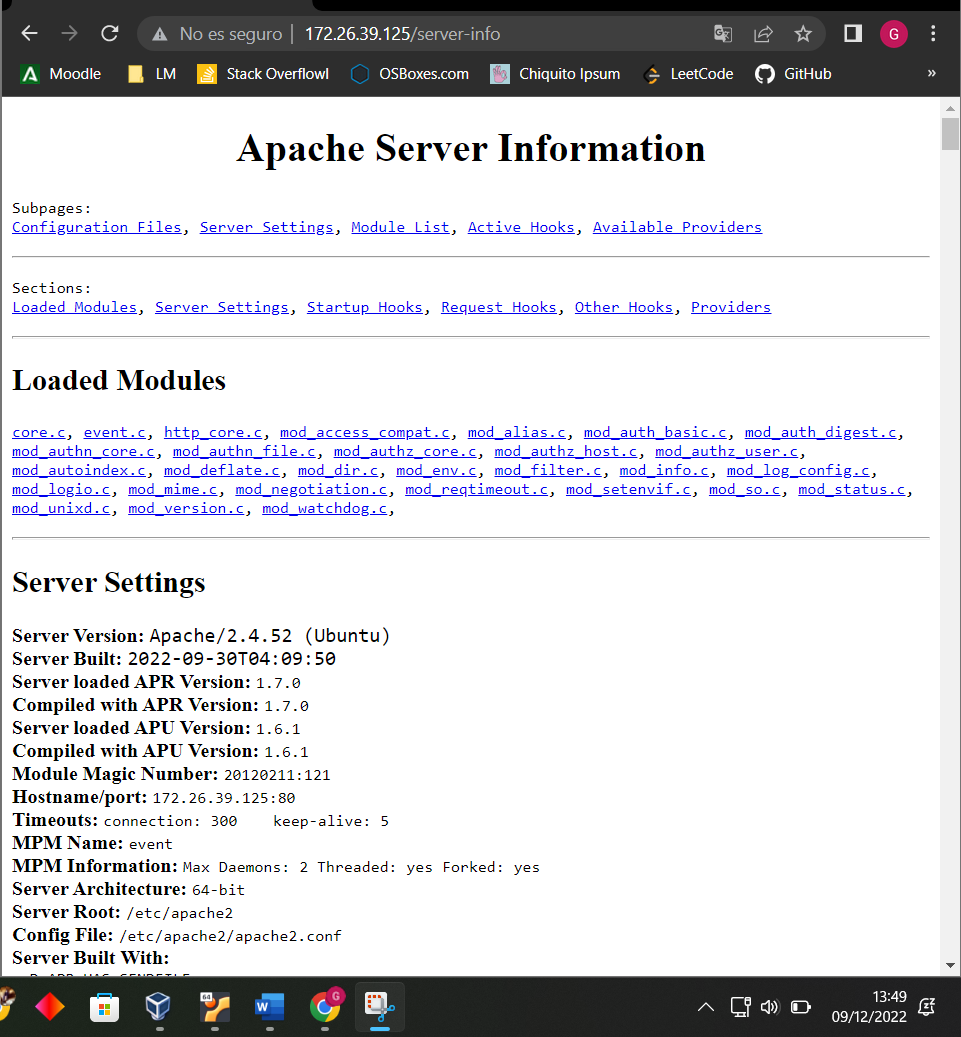 No es seguro | 172.26.39.125/server-info
G
Moodle LM Stack Overflowl OSBoxes.com Chiquito Ipsum LeetCode GitHub »
Apache Server Information
Subpages:
Configuration Files, Server Settings, Module List, Active Hooks, Available Providers
Sections:
Loaded Modules, Server Settings, Startup Hooks, Request Hooks, Other Hooks, Providers
Loaded Modules
core.c, event.c, http_core.c, mod_access_compat.c, mod_alias.c, mod_auth_basic.c, mod_auth_digest.c,
mod_authn_core.c, mod_authn_file.c, mod_authz_core.c, mod_authz_host.c, mod_authz_user.c,
mod_autoindex.c, mod_deflate.c, mod_dir.c, mod_env.c, mod_filter.c, mod_info.c, mod_log_config.c,
mod_logio.c, mod_mime.c, mod_negotiation.c, mod_reqtimeout.c, mod_setenvif.c, mod_so.c, mod_status.c,
mod_unixd.c, mod_version.c, mod_watchdog.c,
Server Settings
Server Version: Apache/2.4.52 (Ubuntu)
Server Built: 2022-09-30T04:09:50
Server loaded APR Version: 1.7.0
Compiled with APR Version: 1.7.0
Server loaded APU Version: 1.6.1
Compiled with APU Version: 1.6.1
Module Magic Number: 20120211:121
Hostname/port: 172.26.39.125:80
Timeouts: connection: 300 keep-alive: 5
MPM Name: event
MPM Information: Max Daemons: 2 Threaded: yes Forked: yes
Server Architecture: 64-bit
Server Root: /etc/apache2
Config File: /etc/apache2/apache2.conf
Server Built With:
64
W
G
13:49
09/12/2022